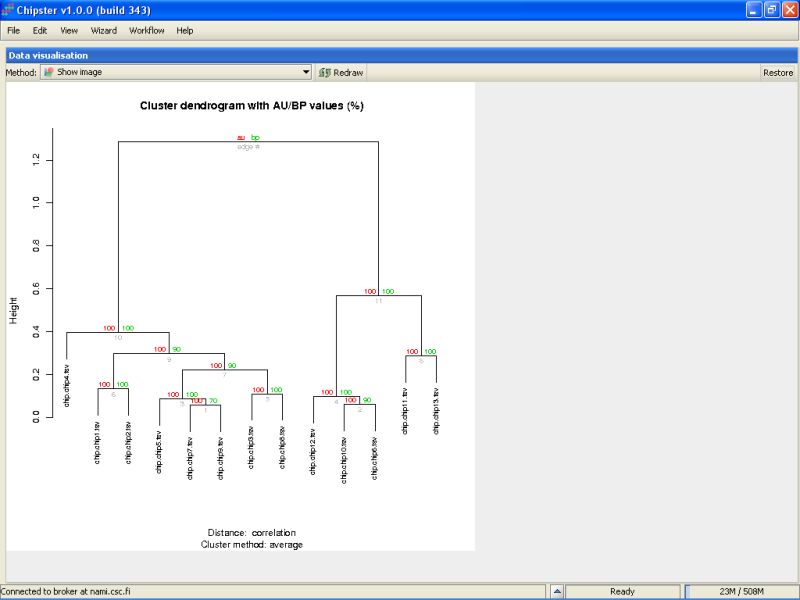 Chipster v1.0.0 (build 343)
File Edit View Wizard Workflow Help
Data visualisation
Method: Show image Redraw Restore
Cluster dendrogram with AU/BP values (%)
au bp
edge #
1.2
1.0
0.8
0.6
0.4
0.2
0.0
Height
100 100
11
100 100
10
100 90
9
100 100
8
100 90
7
100 100
6
100 100
100 100
100 100
4
100 90
2
100 70
1
chip.chip4.tsv
chip.chip1.tsv
chip.chip2.tsv
chip.chip5.tsv
chip.chip7.tsv
chip.chip9.tsv
chip.chip3.tsv
chip.chip8.tsv
chip.chip12.tsv
chip.chip10.tsv
chip.chip6.tsv
chip.chip11.tsv
chip.chip13.tsv
Distance: correlation
Cluster method: average
Connected to broker at nami.csc.fi Ready 23M / 508M